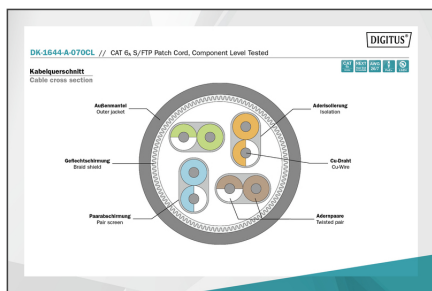 DIGITUS®
DK-1644-A-070CL // CAT 6A S/FTP Patch Cord, Component Level Tested
Kabelquerschnitt
Cable cross section
Außenmantel
Outer jacket
Aderisolierung
Isolation
Geflechtschirmung
Braid shield
Cu-Draht
Cu-Wire
Paarabschirmung
Pair screen
Adernpaare
Twisted pair